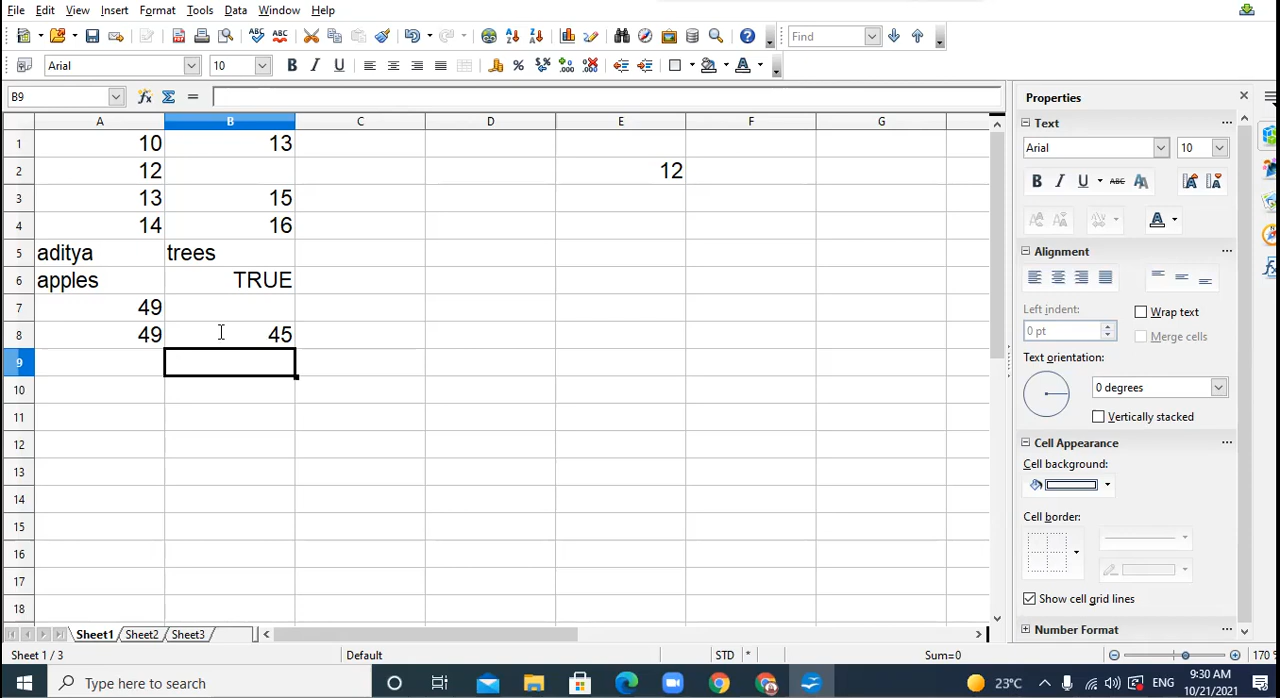 File Edit View Insert Format Tools Data Window Help
Find
Arial 10
B9
A B C D E F G
1 10 13
2 12 12
3 13 15
4 14 16
5 aditya trees
6 apples TRUE
7 49
8 49 45
9
10
11
12
13
14
15
16
17
18
Properties
Text
Arial 10
Alignment
Left indent: Wrap text
0 pt Merge cells
Text orientation:
0 degrees
Vertically stacked
Cell Appearance
Cell background:
Cell border:
Show cell grid lines
Number Format
Sheet1 Sheet2 Sheet3
Sheet 1 / 3 Default STD * Sum=0 170
Type here to search 23°C ENG 9:30 AM
10/21/2021